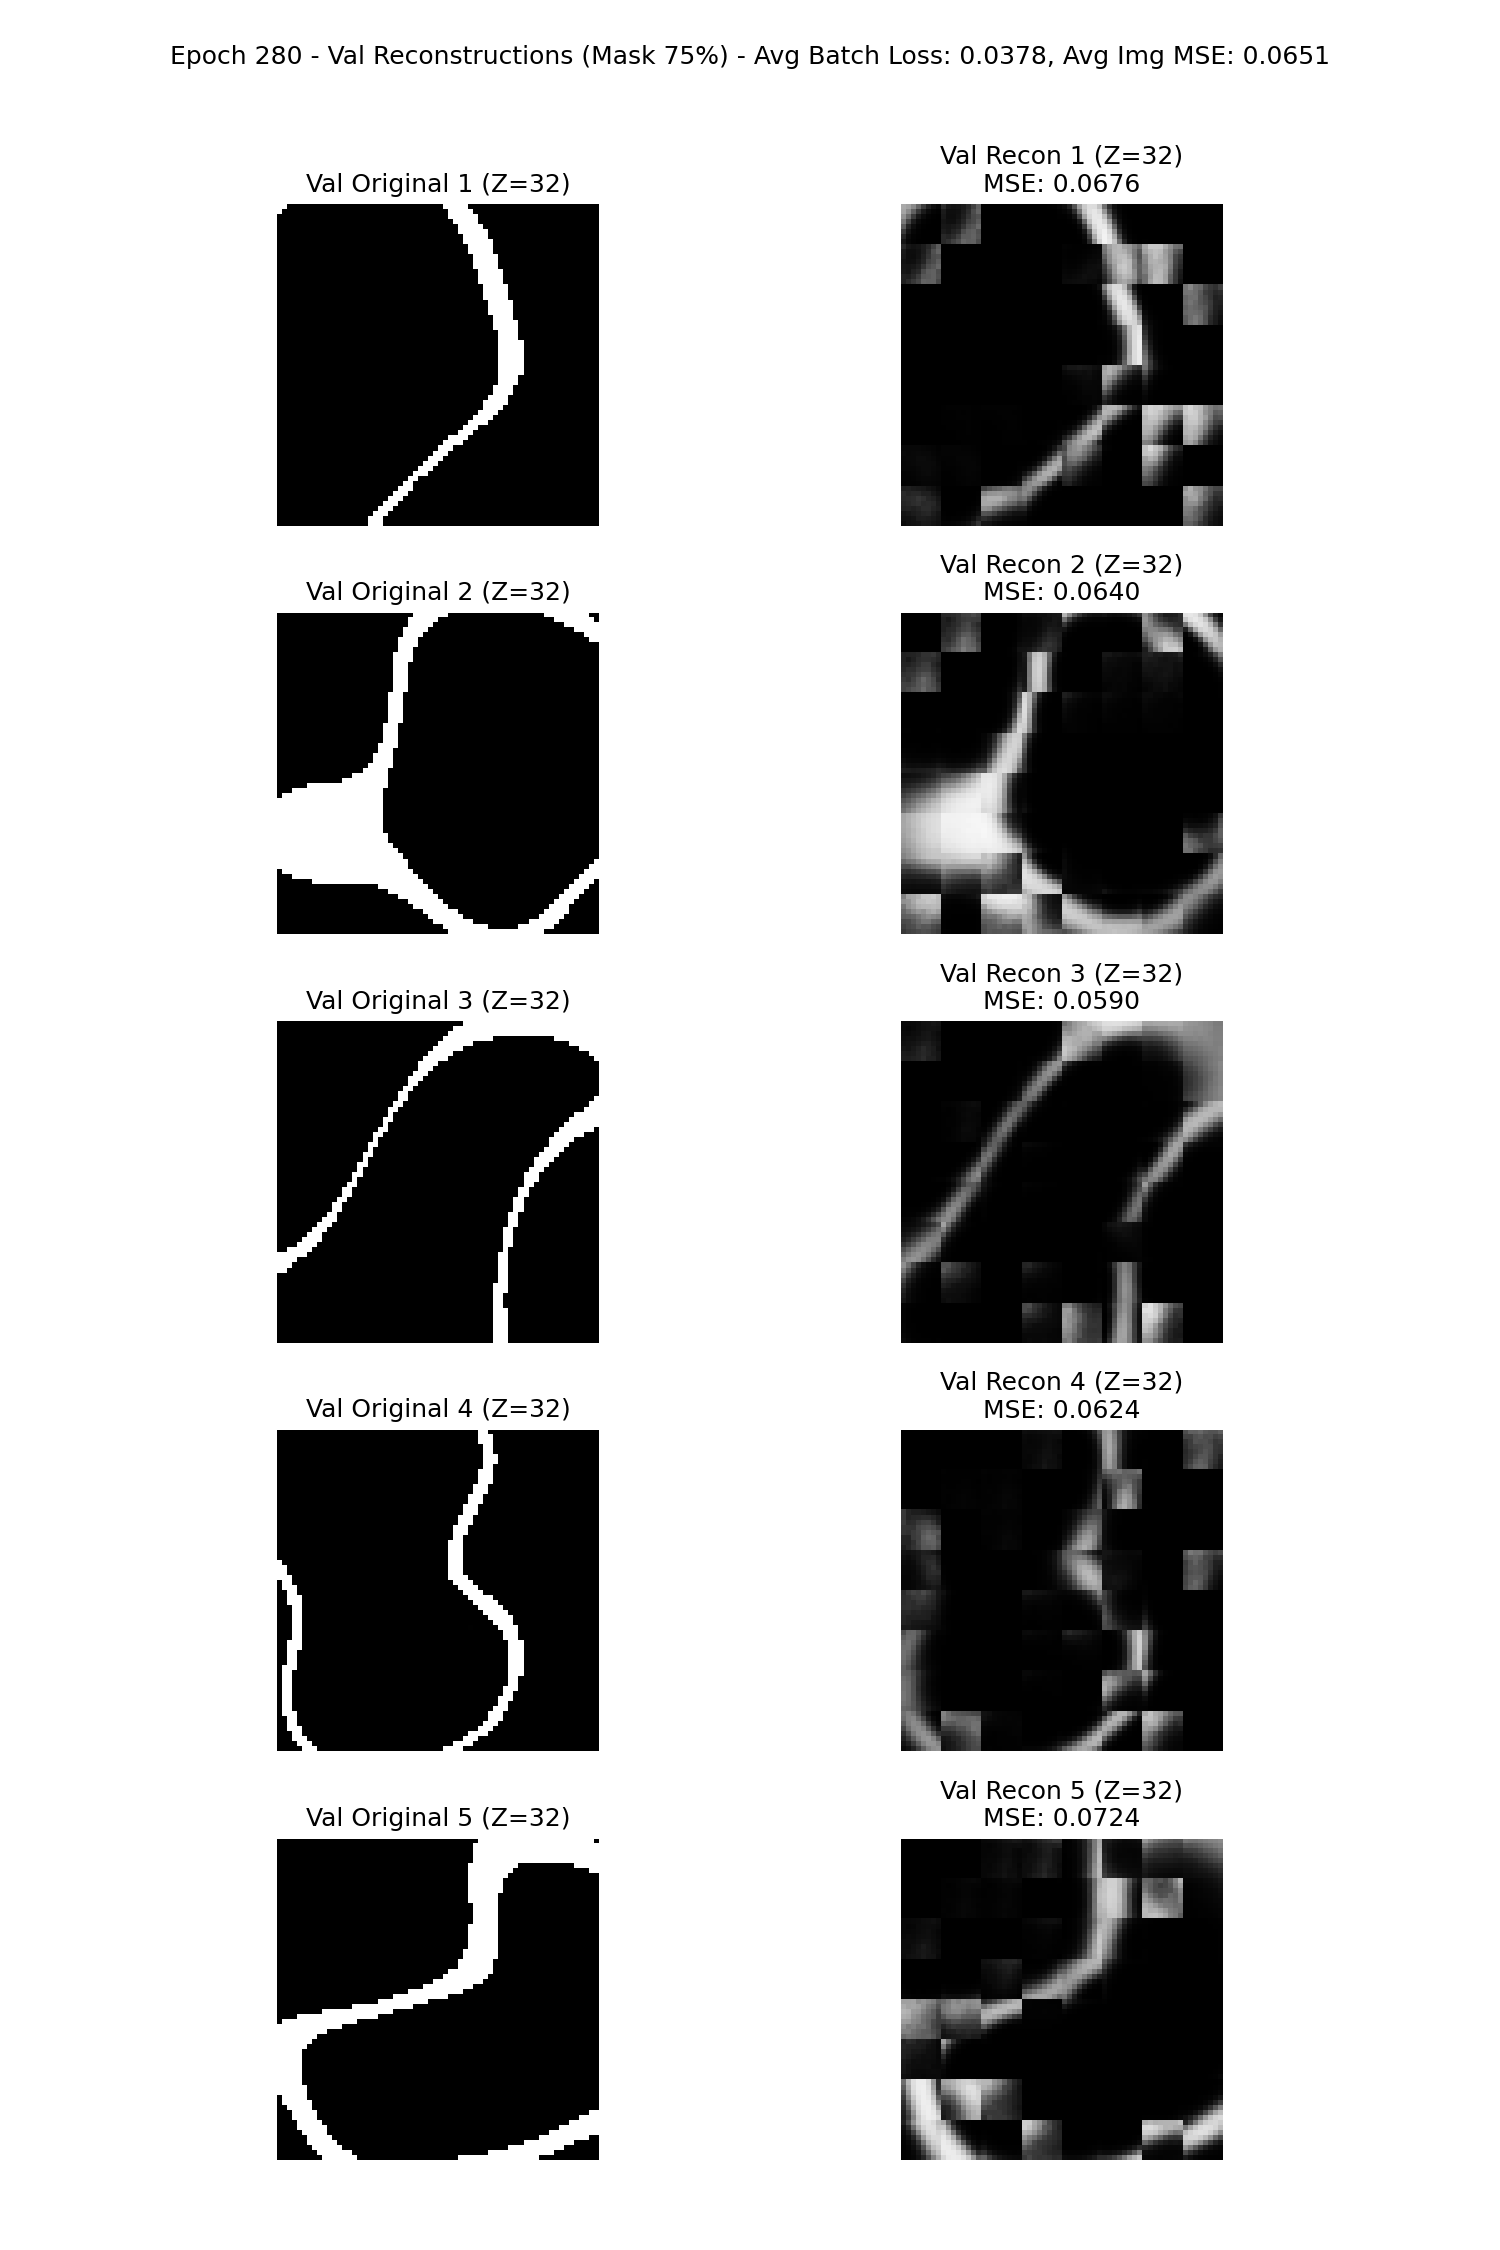 Epoch 280 - Val Reconstructions (Mask 75%) - Avg Batch Loss: 0.0378, Avg Img MSE: 0.0651
Val Original 1 (Z=32)
Val Recon 1 (Z=32)
MSE: 0.0676
Val Original 2 (Z=32)
Val Recon 2 (Z=32)
MSE: 0.0640
Val Original 3 (Z=32)
Val Recon 3 (Z=32)
MSE: 0.0590
Val Original 4 (Z=32)
Val Recon 4 (Z=32)
MSE: 0.0624
Val Original 5 (Z=32)
Val Recon 5 (Z=32)
MSE: 0.0724